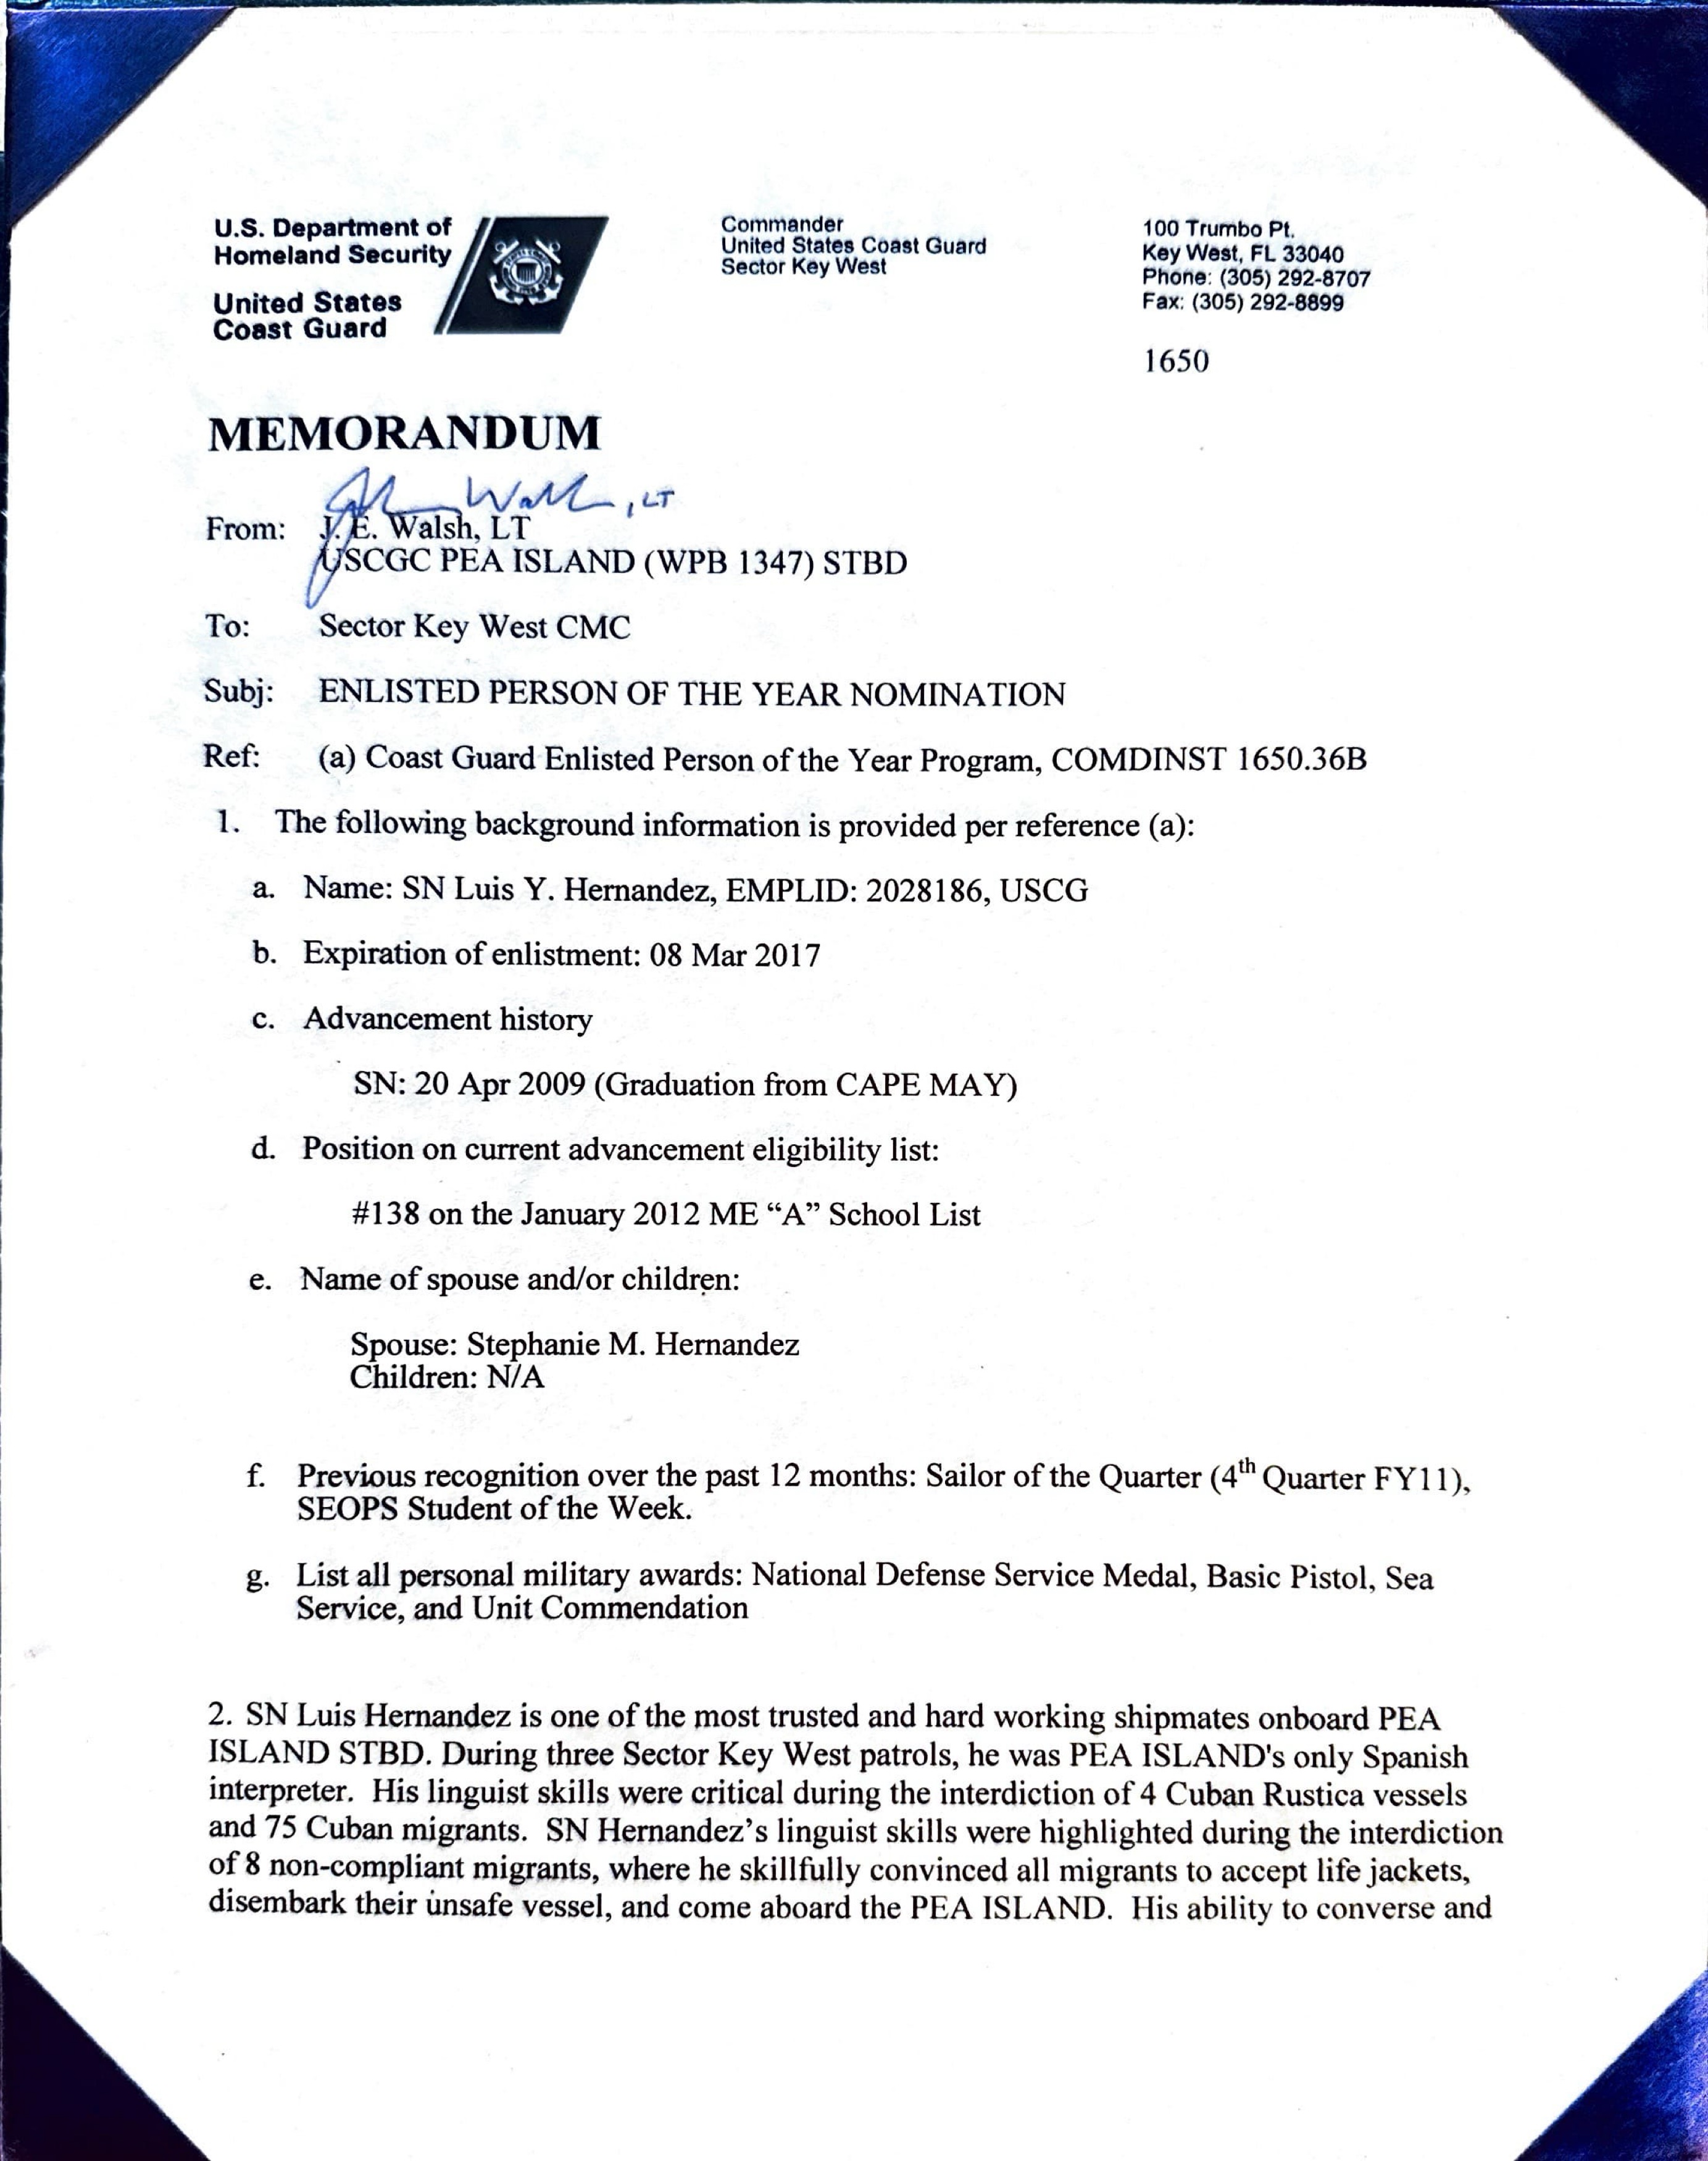 U.S. Department of
Homeland Security
United States
Coast Guard
Commander
United States Coast Guard
Sector Key West
100 Trumbo Pt.
Key West, FL 33040
Phone: (305) 292-8707
Fax: (305) 292-8899
1650
MEMORANDUM
, LT
From: J. E. Walsh, LT
USCGC PEA ISLAND (WPB 1347) STBD
To: Sector Key West CMC
Subj: ENLISTED PERSON OF THE YEAR NOMINATION
Ref: (a) Coast Guard Enlisted Person of the Year Program, COMDINST 1650.36B
1. The following background information is provided per reference (a):
a. Name: SN Luis Y. Hernandez, EMPLID: 2028186, USCG
b. Expiration of enlistment: 08 Mar 2017
c. Advancement history
SN: 20 Apr 2009 (Graduation from CAPE MAY)
d. Position on current advancement eligibility list:
#138 on the January 2012 ME “A” School List
e. Name of spouse and/or children:
Spouse: Stephanie M. Hernandez
Children: N/A
f. Previous recognition over the past 12 months: Sailor of the Quarter (4th Quarter FY11),
SEOPS Student of the Week.
g. List all personal military awards: National Defense Service Medal, Basic Pistol, Sea
Service, and Unit Commendation
2. SN Luis Hernandez is one of the most trusted and hard working shipmates onboard PEA
ISLAND STBD. During three Sector Key West patrols, he was PEA ISLAND's only Spanish
interpreter. His linguist skills were critical during the interdiction of 4 Cuban Rustica vessels
and 75 Cuban migrants. SN Hernandez’s linguist skills were highlighted during the interdiction
of 8 non-compliant migrants, where he skillfully convinced all migrants to accept life jackets,
disembark their unsafe vessel, and come aboard the PEA ISLAND. His ability to converse and